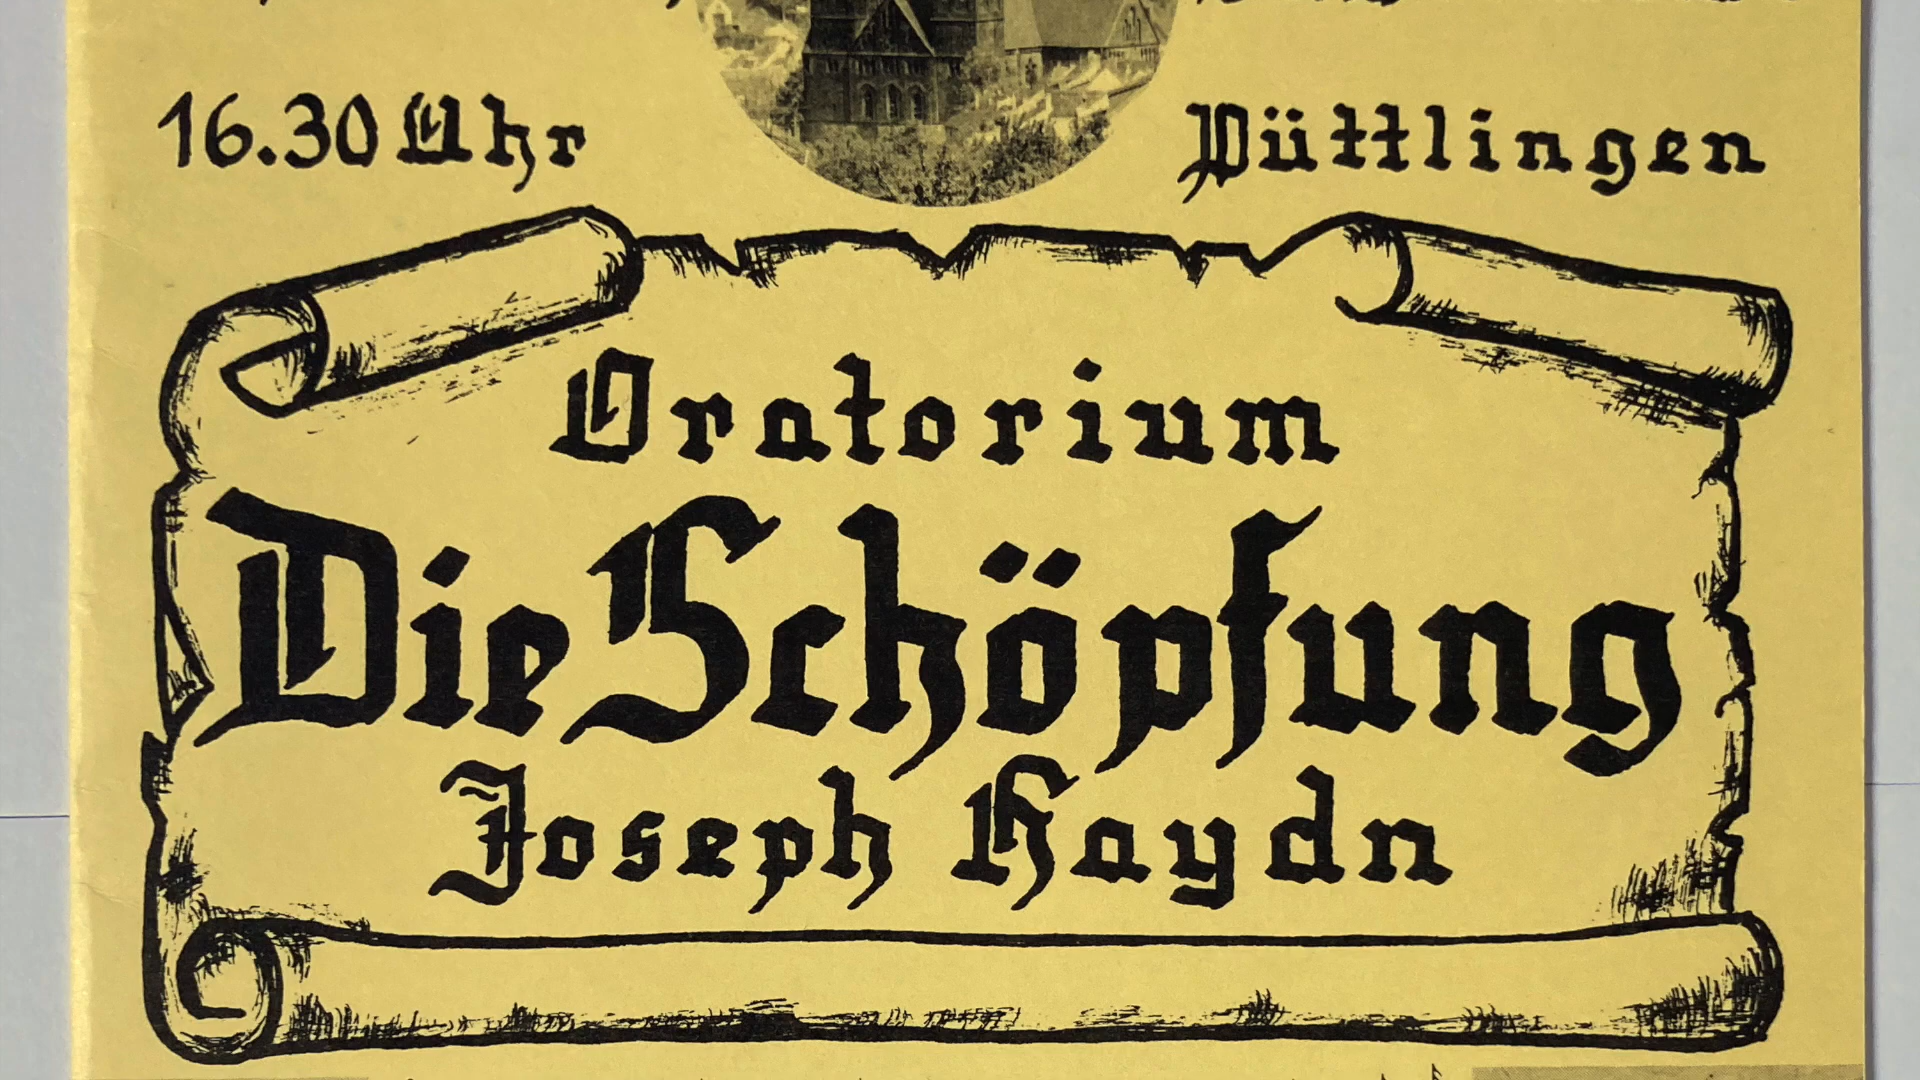 16.30 Uhr
Püttlingen
Oratorium
Die Schöpfung
Joseph Haydn